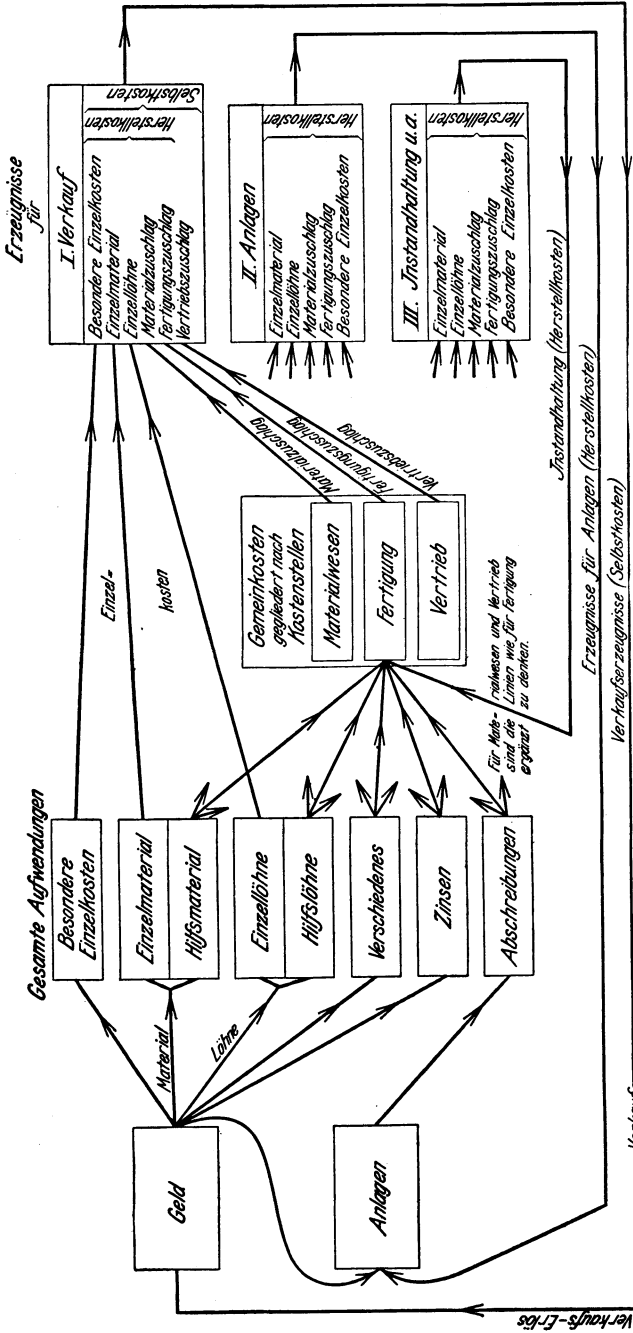 Gesamte Aufwendungen
Geld
Anlagen
Material
Löhne
Besondere
Einzelkosten
Einzelmaterial
Hilfsmaterial
Einzellöhne
Hilfslöhne
Verschiedenes
Zinsen
Abschreibungen
Einzel=
kosten
Gemeinkosten
gegliedert nach
Kostenstellen
Materialwesen
Fertigung
Vertrieb
Für Mate-
rialwesen und Vertrieb
sind die Linien wie für Fertigung
ergänzt zu denken.
Materialzuschlag
Fertigungszuschlag
Vertriebszuschlag
Erzeugnisse
für
I. Verkauf
Besondere Einzelkosten
Einzelmaterial
Einzellöhne
Materialzuschlag
Fertigungszuschlag
Vertriebszuschlag
Herstellkosten
Selbstkosten
II. Anlagen
Einzelmaterial
Einzellöhne
Materialzuschlag
Fertigungszuschlag
Besondere Einzelkosten
Herstellkosten
III. Instandhaltung u.a.
Einzelmaterial
Einzellöhne
Materialzuschlag
Fertigungszuschlag
Besondere Einzelkosten
Herstellkosten
Instandhaltung (Herstellkosten)
Erzeugnisse für Anlagen (Herstellkosten)
Verkaufserzeugnisse (Selbstkosten)
Verkaufs-Erlös